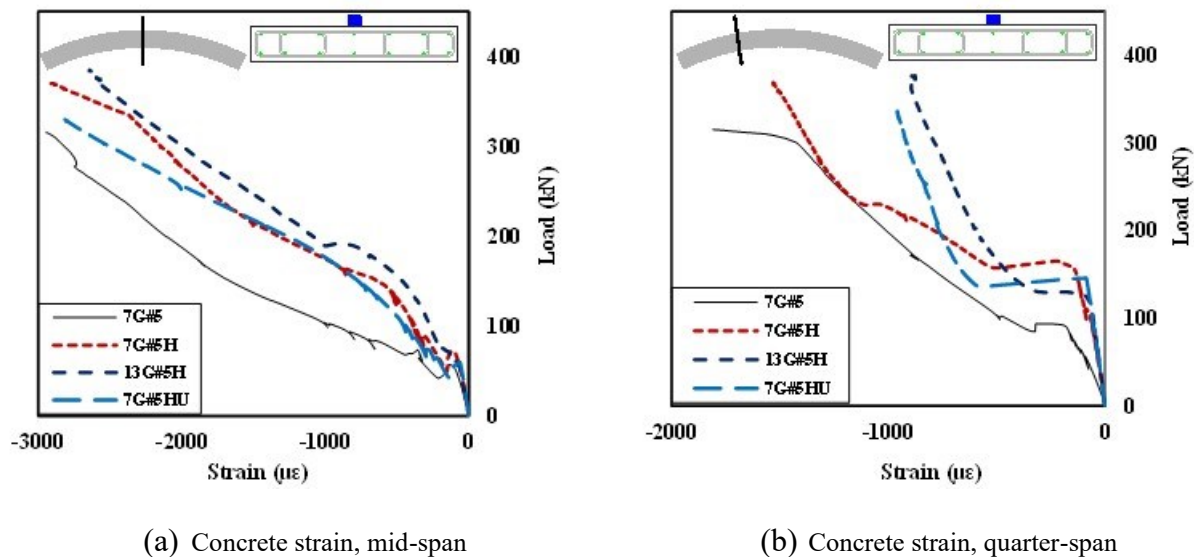 400
300
200
100
0
Load (kN)
7G#5
7G#5H
13G#5H
7G#5HU
-3000
-2000
-1000
0
Strain (με)
(a) Concrete strain, mid-span
400
300
200
100
0
Load (kN)
7G#5
7G#5H
13G#5H
7G#5HU
-2000
-1000
0
Strain (με)
(b) Concrete strain, quarter-span